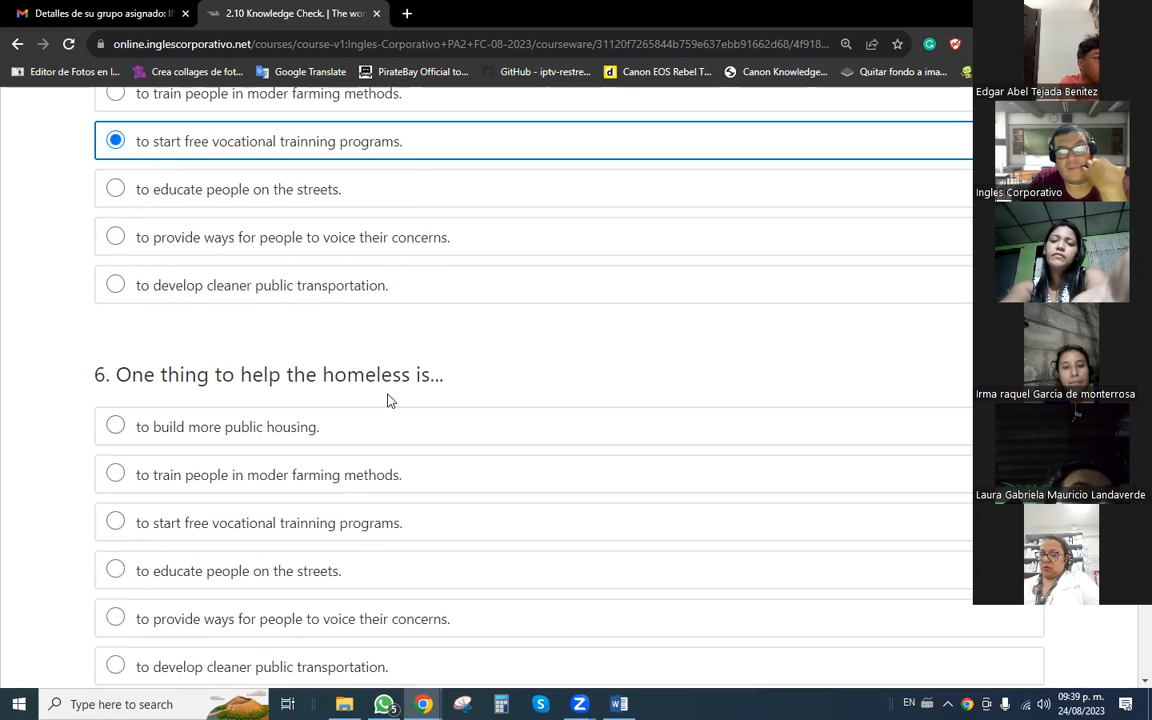 Detalles de su grupo asignado: I
2.10 Knowledge Check. | The wo
online.inglescorporativo.net/courses/course-v1:Ingles-Corporativo+PA2+FC-08-2023/courseware/31120f7265844b759e637ebb91662d68/4f918...
Editor de Fotos en l...
Crea collages de fot...
Google Translate
PirateBay Official to...
GitHub - iptv-restre...
Canon EOS Rebel T...
Canon Knowledge...
Quitar fondo a ima...
to train people in moder farming methods.
to start free vocational trainning programs.
to educate people on the streets.
to provide ways for people to voice their concerns.
to develop cleaner public transportation.
6. One thing to help the homeless is...
to build more public housing.
to train people in moder farming methods.
to start free vocational trainning programs.
to educate people on the streets.
to provide ways for people to voice their concerns.
to develop cleaner public transportation.
Edgar Abel Tejada Benitez
Ingles Corporativo
Irma raquel Garcia de monterrosa
Laura Gabriela Mauricio Landaverde
Type here to search
5
EN
09:39 p. m.
24/08/2023